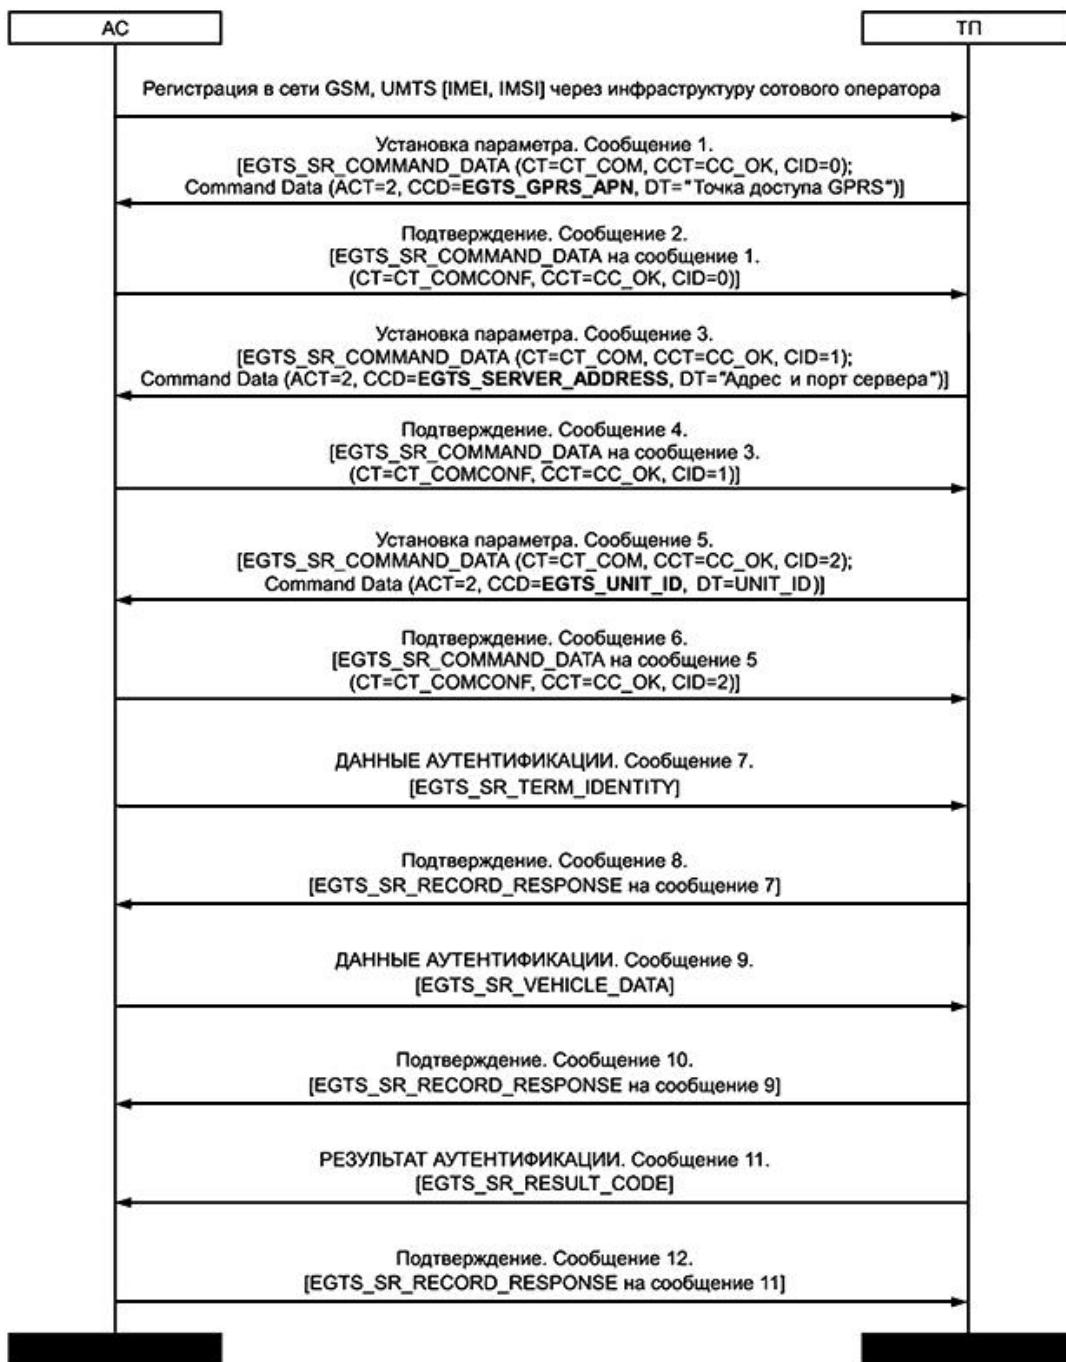 АС
ТП
Регистрация в сети GSM, UMTS [IMEI, IMSI] через инфраструктуру сотового оператора
Установка параметра. Сообщение 1.
[EGTS_SR_COMMAND_DATA (CT=CT_COM, CCT=CC_OK, CID=0);
Command Data (ACT=2, CCD=EGTS_GPRS_APN, DT="Точка доступа GPRS")]
Подтверждение. Сообщение 2.
[EGTS_SR_COMMAND_DATA на сообщение 1.
(CT=CT_COMCONF, CCT=CC_OK, CID=0)]
Установка параметра. Сообщение 3.
[EGTS_SR_COMMAND_DATA (CT=CT_COM, CCT=CC_OK, CID=1);
Command Data (ACT=2, CCD=EGTS_SERVER_ADDRESS, DT="Адрес и порт сервера")]
Подтверждение. Сообщение 4.
[EGTS_SR_COMMAND_DATA на сообщение 3.
(CT=CT_COMCONF, CCT=CC_OK, CID=1)]
Установка параметра. Сообщение 5.
[EGTS_SR_COMMAND_DATA (CT=CT_COM, CCT=CC_OK, CID=2);
Command Data (ACT=2, CCD=EGTS_UNIT_ID, DT=UNIT_ID)]
Подтверждение. Сообщение 6.
[EGTS_SR_COMMAND_DATA на сообщение 5
(CT=CT_COMCONF, CCT=CC_OK, CID=2)]
ДАННЫЕ АУТЕНТИФИКАЦИИ. Сообщение 7.
[EGTS_SR_TERM_IDENTITY]
Подтверждение. Сообщение 8.
[EGTS_SR_RECORD_RESPONSE на сообщение 7]
ДАННЫЕ АУТЕНТИФИКАЦИИ. Сообщение 9.
[EGTS_SR_VEHICLE_DATA]
Подтверждение. Сообщение 10.
[EGTS_SR_RECORD_RESPONSE на сообщение 9]
РЕЗУЛЬТАТ АУТЕНТИФИКАЦИИ. Сообщение 11.
[EGTS_SR_RESULT_CODE]
Подтверждение. Сообщение 12.
[EGTS_SR_RECORD_RESPONSE на сообщение 11]